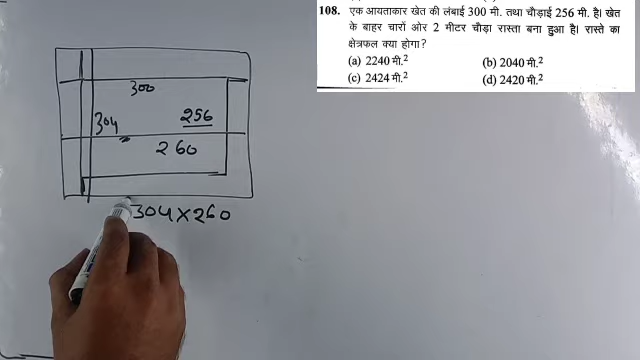 108. एक आयताकार खेत की लंबाई 300 मी. तथा चौड़ाई 256 मी. है। खेत
के बाहर चारों ओर 2 मीटर चौड़ा रास्ता बना हुआ है। रास्ते का
क्षेत्रफल क्या होगा?
(a) 2240 मी.² (b) 2040 मी.²
(c) 2424 मी.² (d) 2420 मी.²
300
304 256
260
304×260